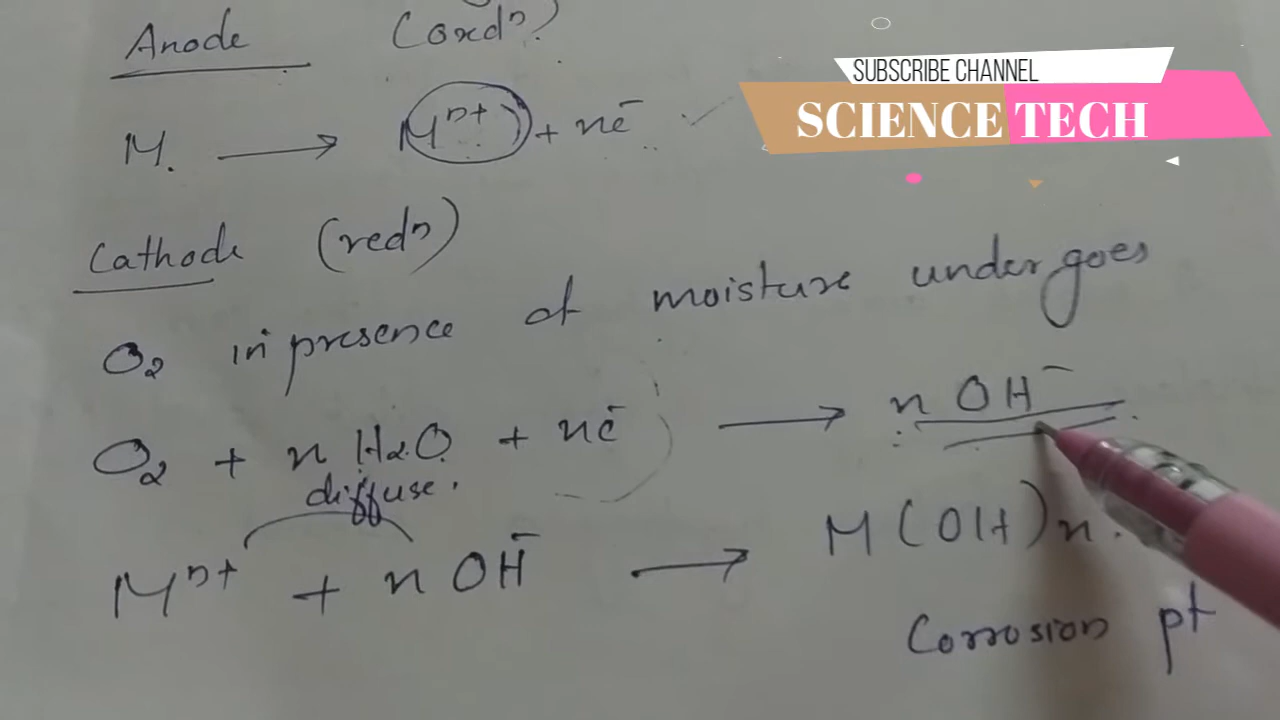 Anode (oxdn)
SUBSCRIBE CHANNEL
SCIENCE TECH
M. → Mⁿ⁺ + ne⁻
Cathode (redn)
O₂ in presence of moisture undergoes
O₂ + n H₂O + ne⁻ → n OH⁻
diffuse.
Mⁿ⁺ + n OH⁻ → M(OH)n.
Corrosion pt